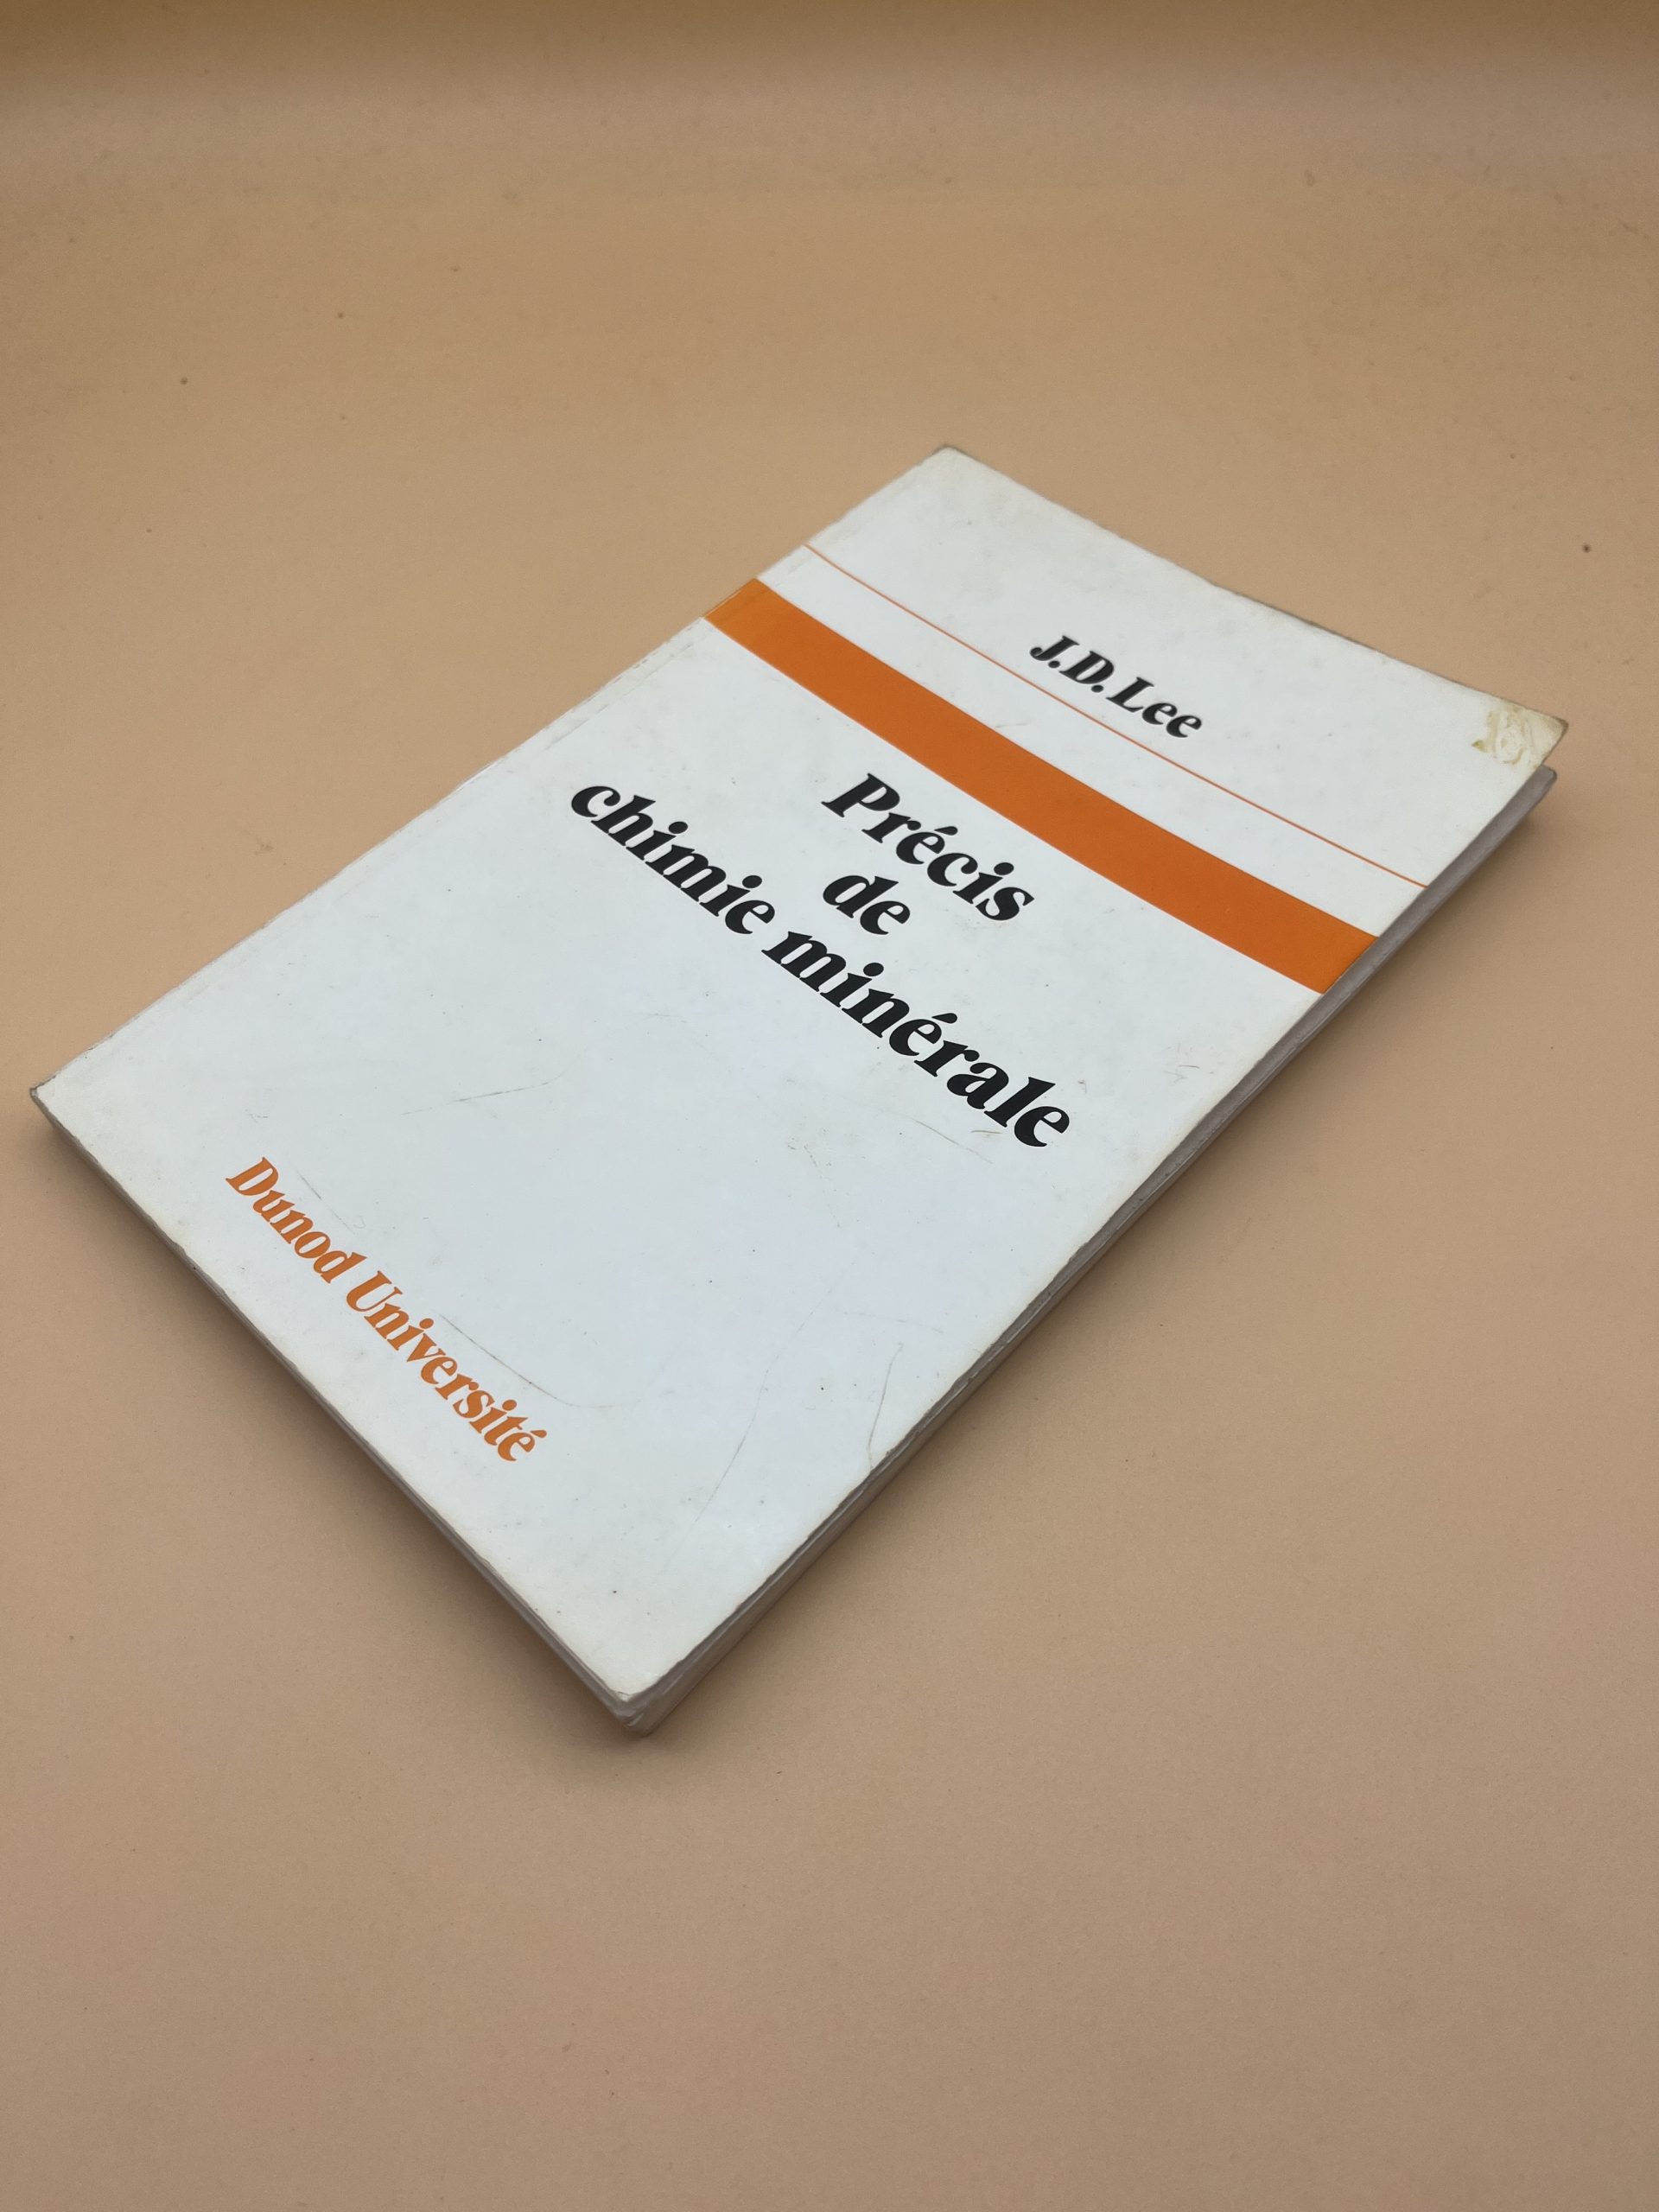 J.D.Lee
Précis
de
chimie minérale
Dunod Université